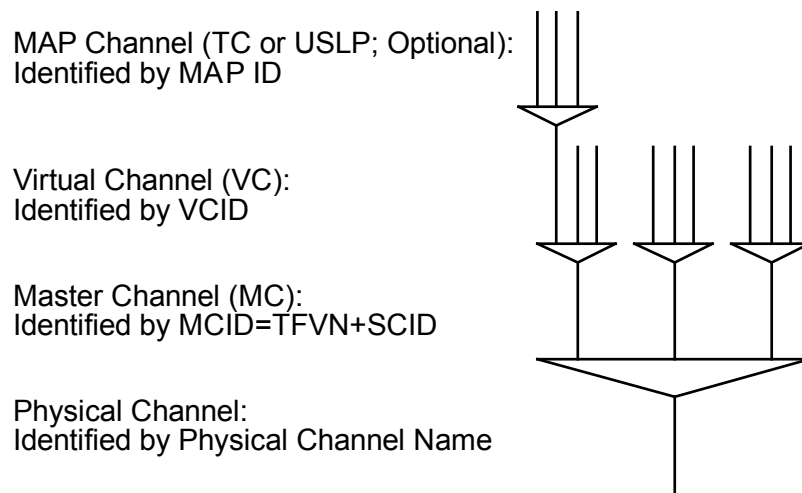 MAP Channel (TC or USLP; Optional):
Identified by MAP ID
Virtual Channel (VC):
Identified by VCID
Master Channel (MC):
Identified by MCID=TFVN+SCID
Physical Channel:
Identified by Physical Channel Name